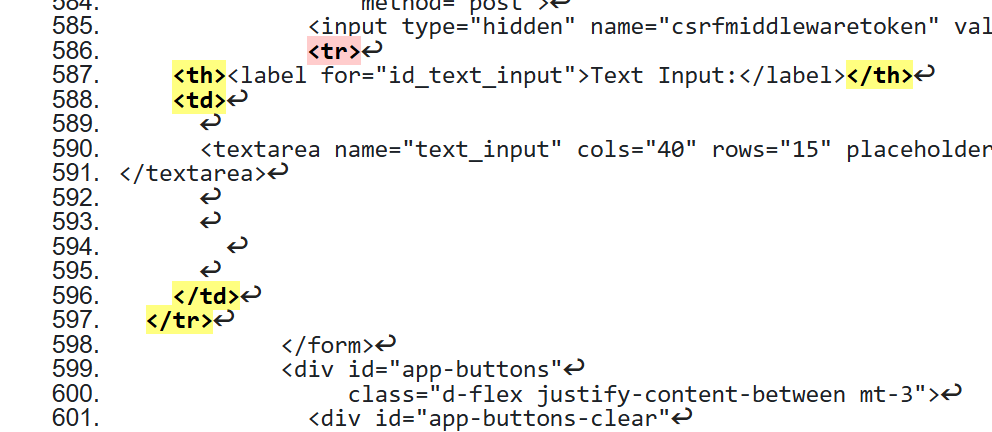 584. method="post">↩
585. <input type="hidden" name="csrfmiddlewaretoken" val
586. <tr>↩
587. <th><label for="id_text_input">Text Input:</label></th>↩
588. <td>↩
589. ↩
590. <textarea name="text_input" cols="40" rows="15" placeholder
591. </textarea>↩
592. ↩
593. ↩
594. ↩
595. ↩
596. </td>↩
597. </tr>↩
598. </form>↩
599. <div id="app-buttons"↩
600. class="d-flex justify-content-between mt-3">↩
601. <div id="app-buttons-clear"↩